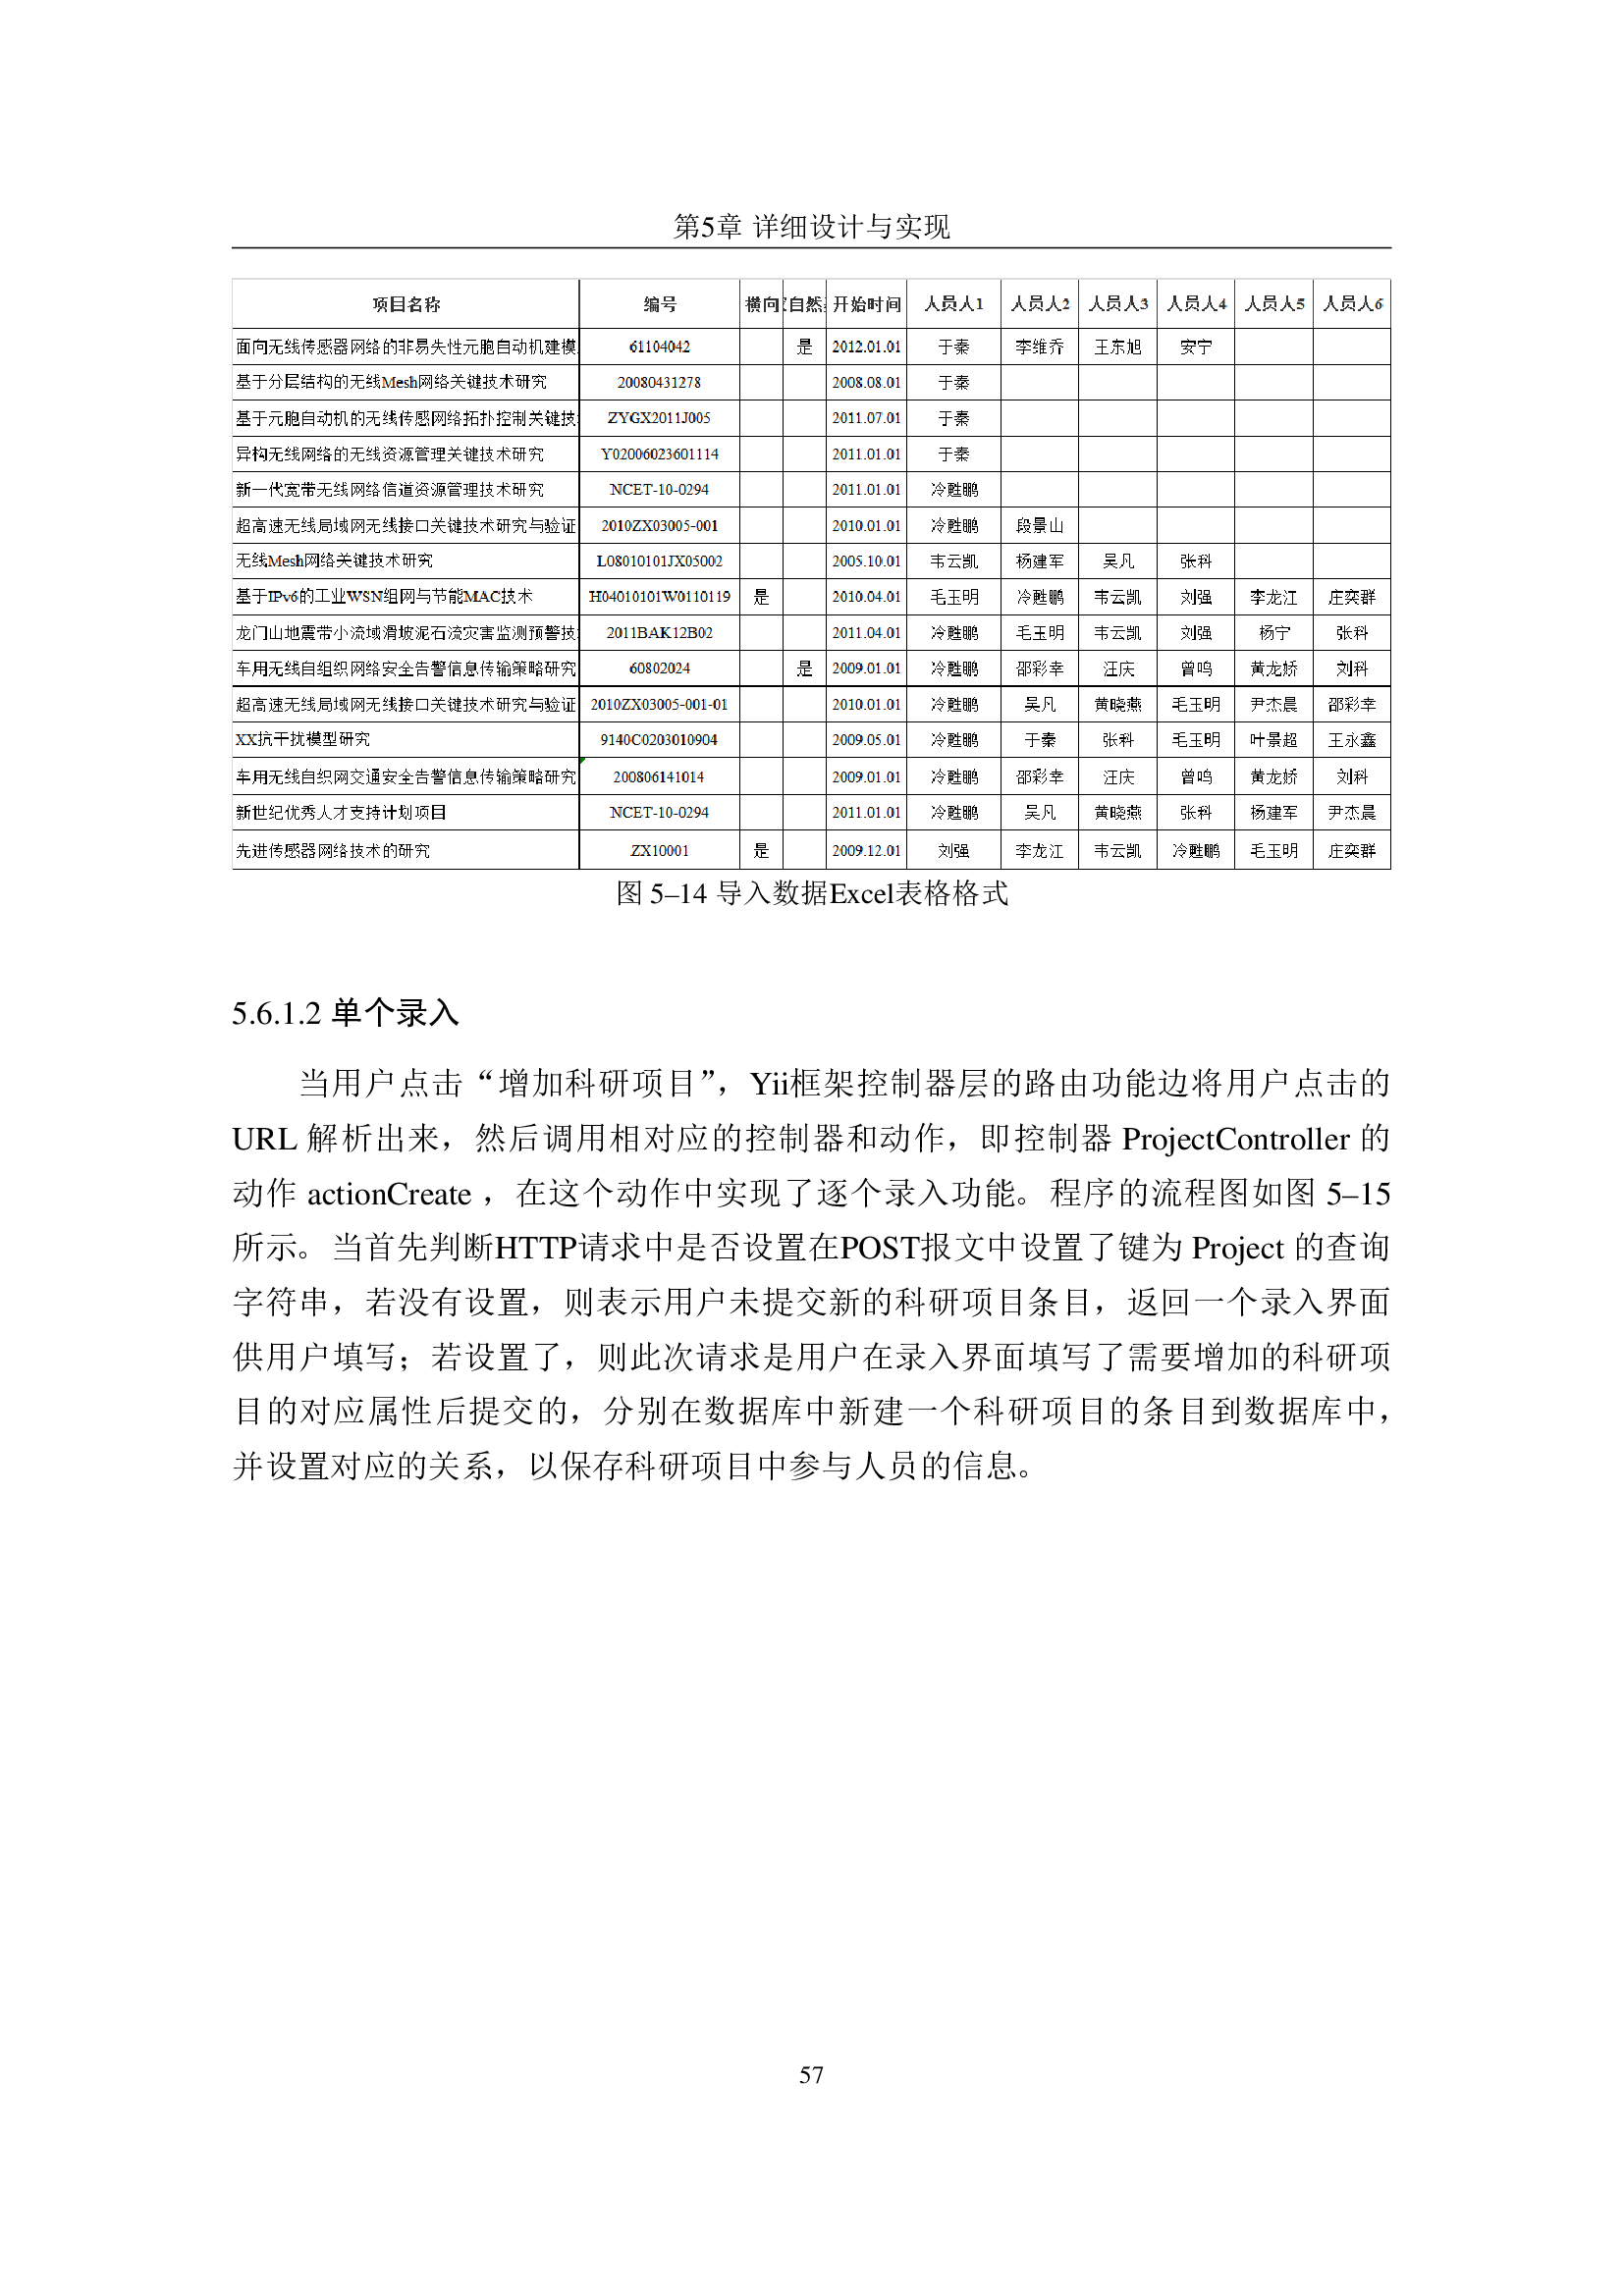 第5章 详细设计与实现
项目名称 编号 横向 自然 开始时间 人员人1 人员人2 人员人3 人员人4 人员人5 人员人6
面向无线传感器网络的非易失性元胞自动机建模 61104042 是 2012.01.01 于秦 李维乔 王东旭 安宁
基于分层结构的无线Mesh网络关键技术研究 20080431278 2008.08.01 于秦
基于元胞自动机的无线传感网络拓扑控制关键技 ZYGX2011J005 2011.07.01 于秦
异构无线网络的无线资源管理关键技术研究 Y02006023601114 2011.01.01 于秦
新一代宽带无线网络信道资源管理技术研究 NCET-10-0294 2011.01.01 冷甦鹏
超高速无线局域网无线接口关键技术研究与验证 2010ZX03005-001 2010.01.01 冷甦鹏 段景山
无线Mesh网络关键技术研究 L08010101JX05002 2005.10.01 韦云凯 杨建军 吴凡 张科
基于IPv6的工业WSN组网与节能MAC技术 H04010101W0110119 是 2010.04.01 毛玉明 冷甦鹏 韦云凯 刘强 李龙江 庄奕群
龙门山地震带小流域滑坡泥石流灾害监测预警技 2011BAK12B02 2011.04.01 冷甦鹏 毛玉明 韦云凯 刘强 杨宁 张科
车用无线自组织网络安全告警信息传输策略研究 60802024 是 2009.01.01 冷甦鹏 邵彩幸 汪庆 曾鸣 黄龙娇 刘科
超高速无线局域网无线接口关键技术研究与验证 2010ZX03005-001-01 2010.01.01 冷甦鹏 吴凡 黄晓燕 毛玉明 尹杰晨 邵彩幸
XX抗干扰模型研究 9140C0203010904 2009.05.01 冷甦鹏 于秦 张科 毛玉明 叶景超 王永鑫
车用无线自组织网交通安全告警信息传输策略研究 200806141014 2009.01.01 冷甦鹏 邵彩幸 汪庆 曾鸣 黄龙娇 刘科
新世纪优秀人才支持计划项目 NCET-10-0294 2011.01.01 冷甦鹏 吴凡 黄晓燕 张科 杨建军 尹杰晨
先进传感器网络技术的研究 ZX10001 是 2009.12.01 刘强 李龙江 韦云凯 冷甦鹏 毛玉明 庄奕群
图 5–14 导入数据Excel表格格式
5.6.1.2 单个录入
当用户点击“增加科研项目”，Yii框架控制器层的路由功能边将用户点击的
URL 解析出来，然后调用相对应的控制器和动作，即控制器 ProjectController 的
动作 actionCreate ，在这个动作中实现了逐个录入功能。程序的流程图如图 5–15
所示。当首先判断HTTP请求中是否设置在POST报文中设置了键为 Project 的查询
字符串，若没有设置，则表示用户未提交新的科研项目条目，返回一个录入界面
供用户填写；若设置了，则此次请求是用户在录入界面填写了需要增加的科研项
目的对应属性后提交的，分别在数据库中新建一个科研项目的条目到数据库中，
并设置对应的关系，以保存科研项目中参与人员的信息。
57